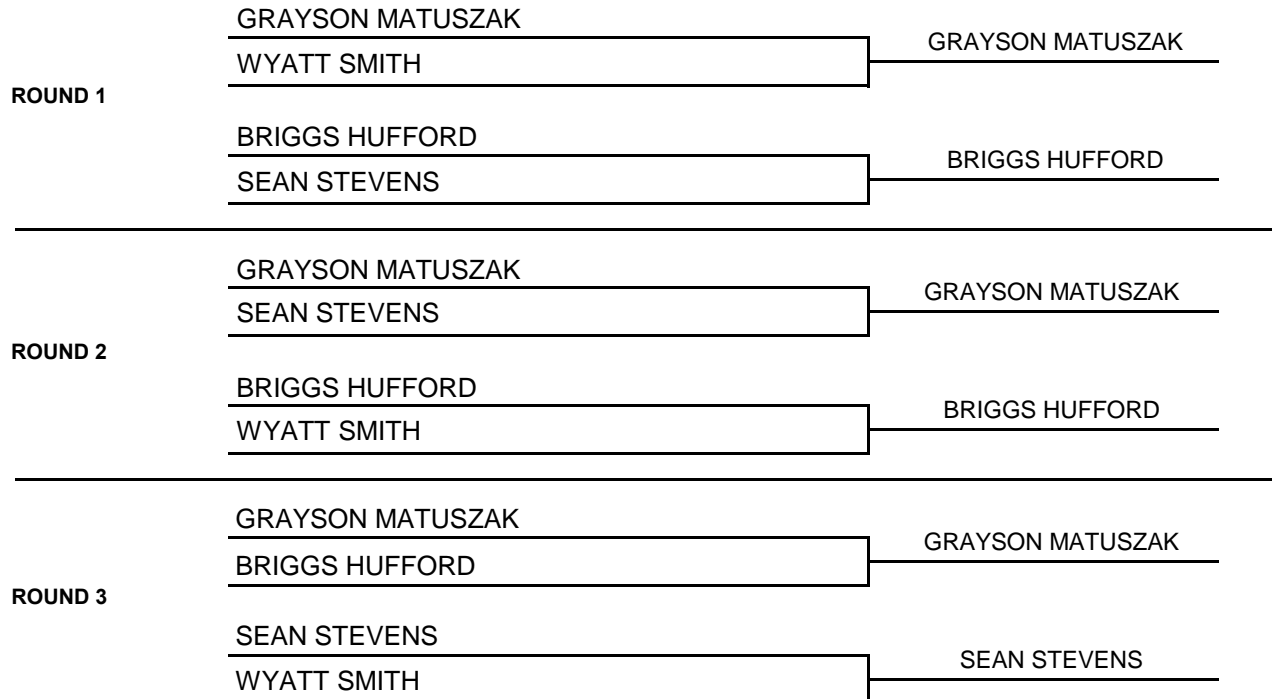 GRAYSON MATUSZAK
GRAYSON MATUSZAK
WYATT SMITH
ROUND 1
BRIGGS HUFFORD
BRIGGS HUFFORD
SEAN STEVENS
GRAYSON MATUSZAK
GRAYSON MATUSZAK
SEAN STEVENS
ROUND 2
BRIGGS HUFFORD
BRIGGS HUFFORD
WYATT SMITH
GRAYSON MATUSZAK
GRAYSON MATUSZAK
BRIGGS HUFFORD
ROUND 3
SEAN STEVENS
SEAN STEVENS
WYATT SMITH